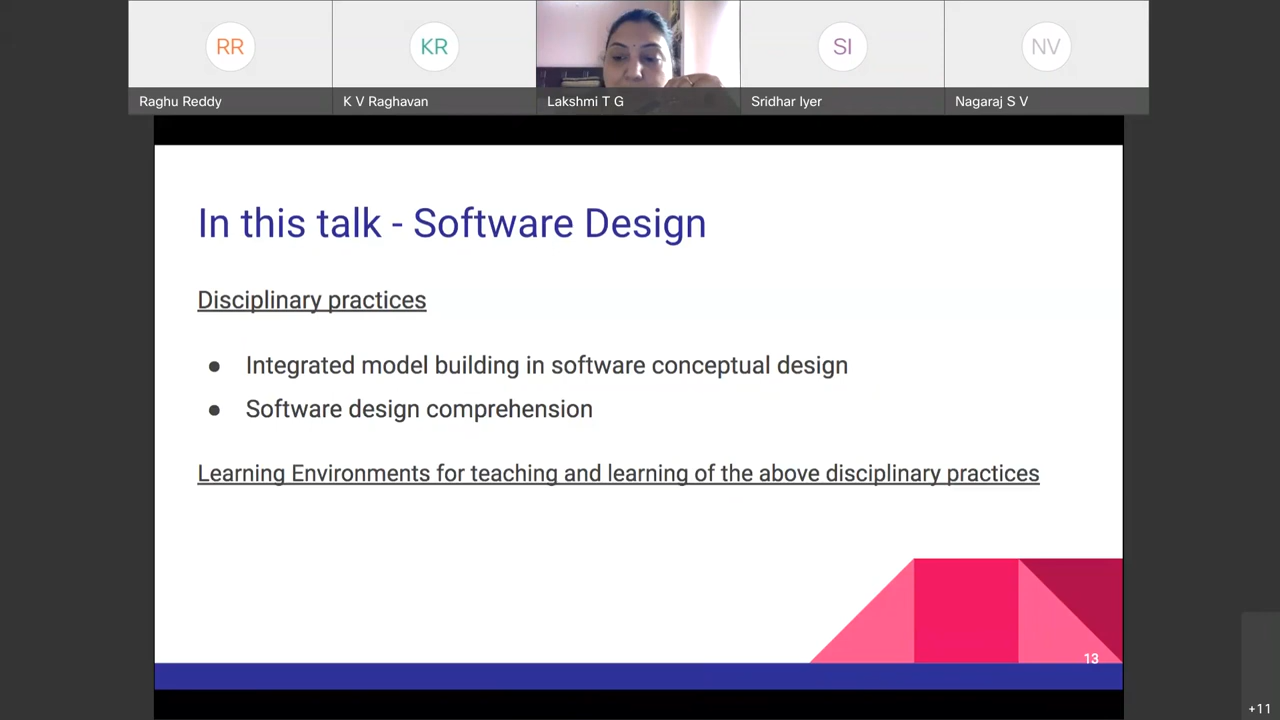 RR
KR
SI
NV
Raghu Reddy
K V Raghavan
Lakshmi T G
Sridhar Iyer
Nagaraj S V
In this talk - Software Design
Disciplinary practices
● Integrated model building in software conceptual design
● Software design comprehension
Learning Environments for teaching and learning of the above disciplinary practices
13
+11